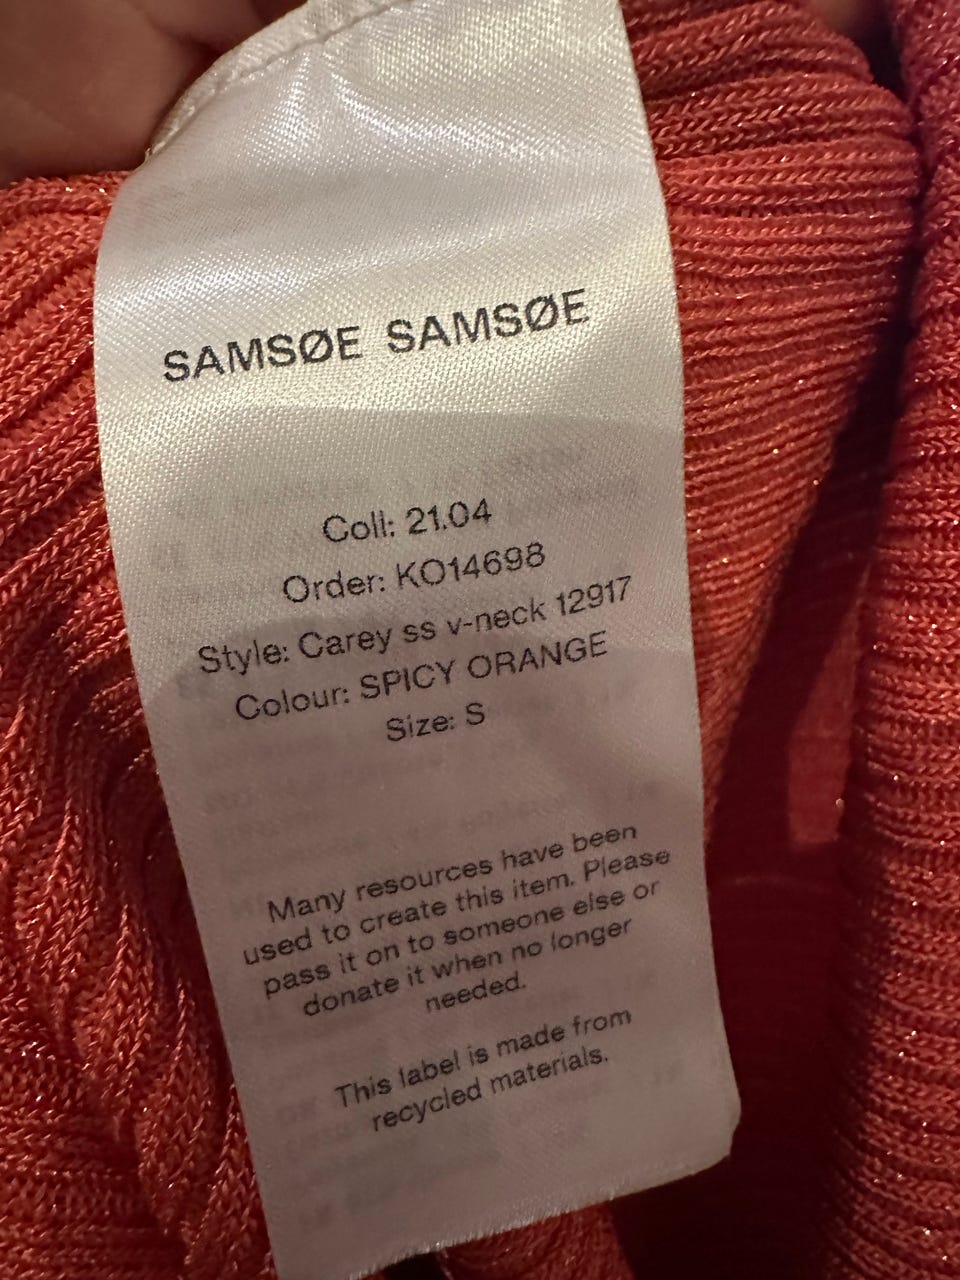 SAMSØE SAMSØE
Coll: 21.04
Order: KO14698
Style: Carey ss v-neck 12917
Colour: SPICY ORANGE
Size: S
Many resources have been
used to create this item. Please
pass it on to someone else or
donate it when no longer
needed.
This label is made from
recycled materials.